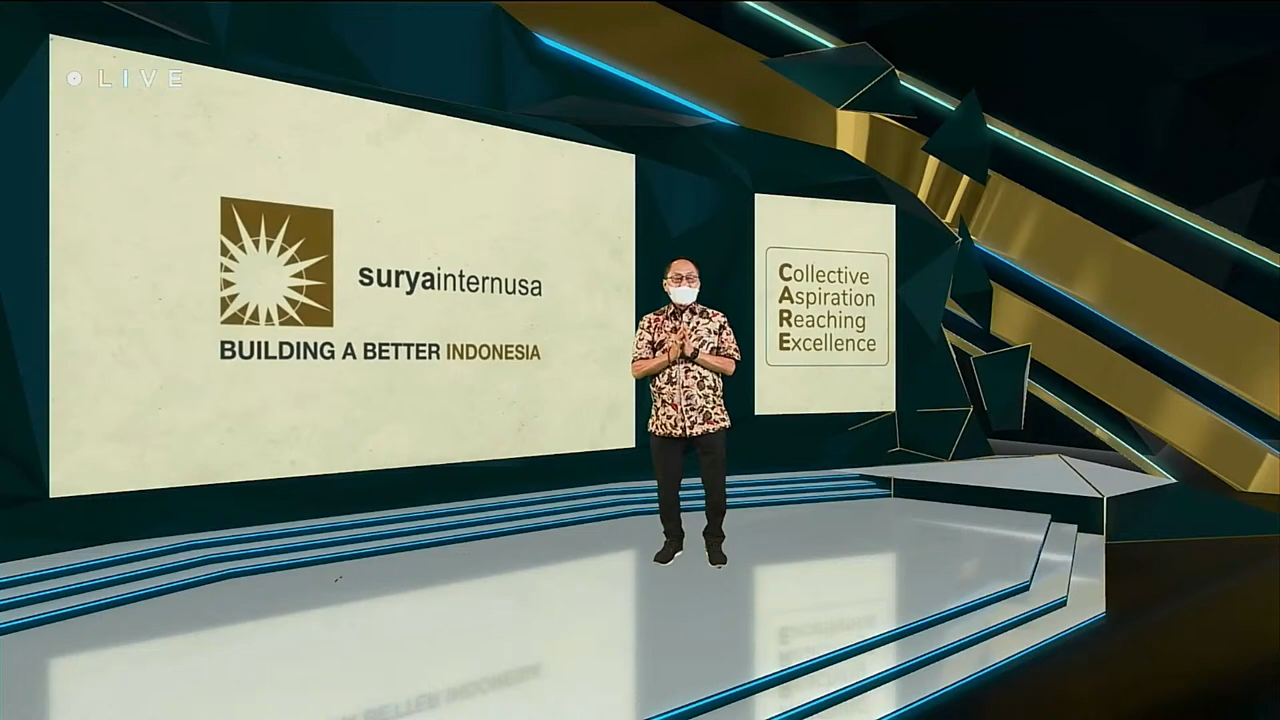 LIVE
suryainternusa
BUILDING A BETTER INDONESIA
Collective
Aspiration
Reaching
Excellence